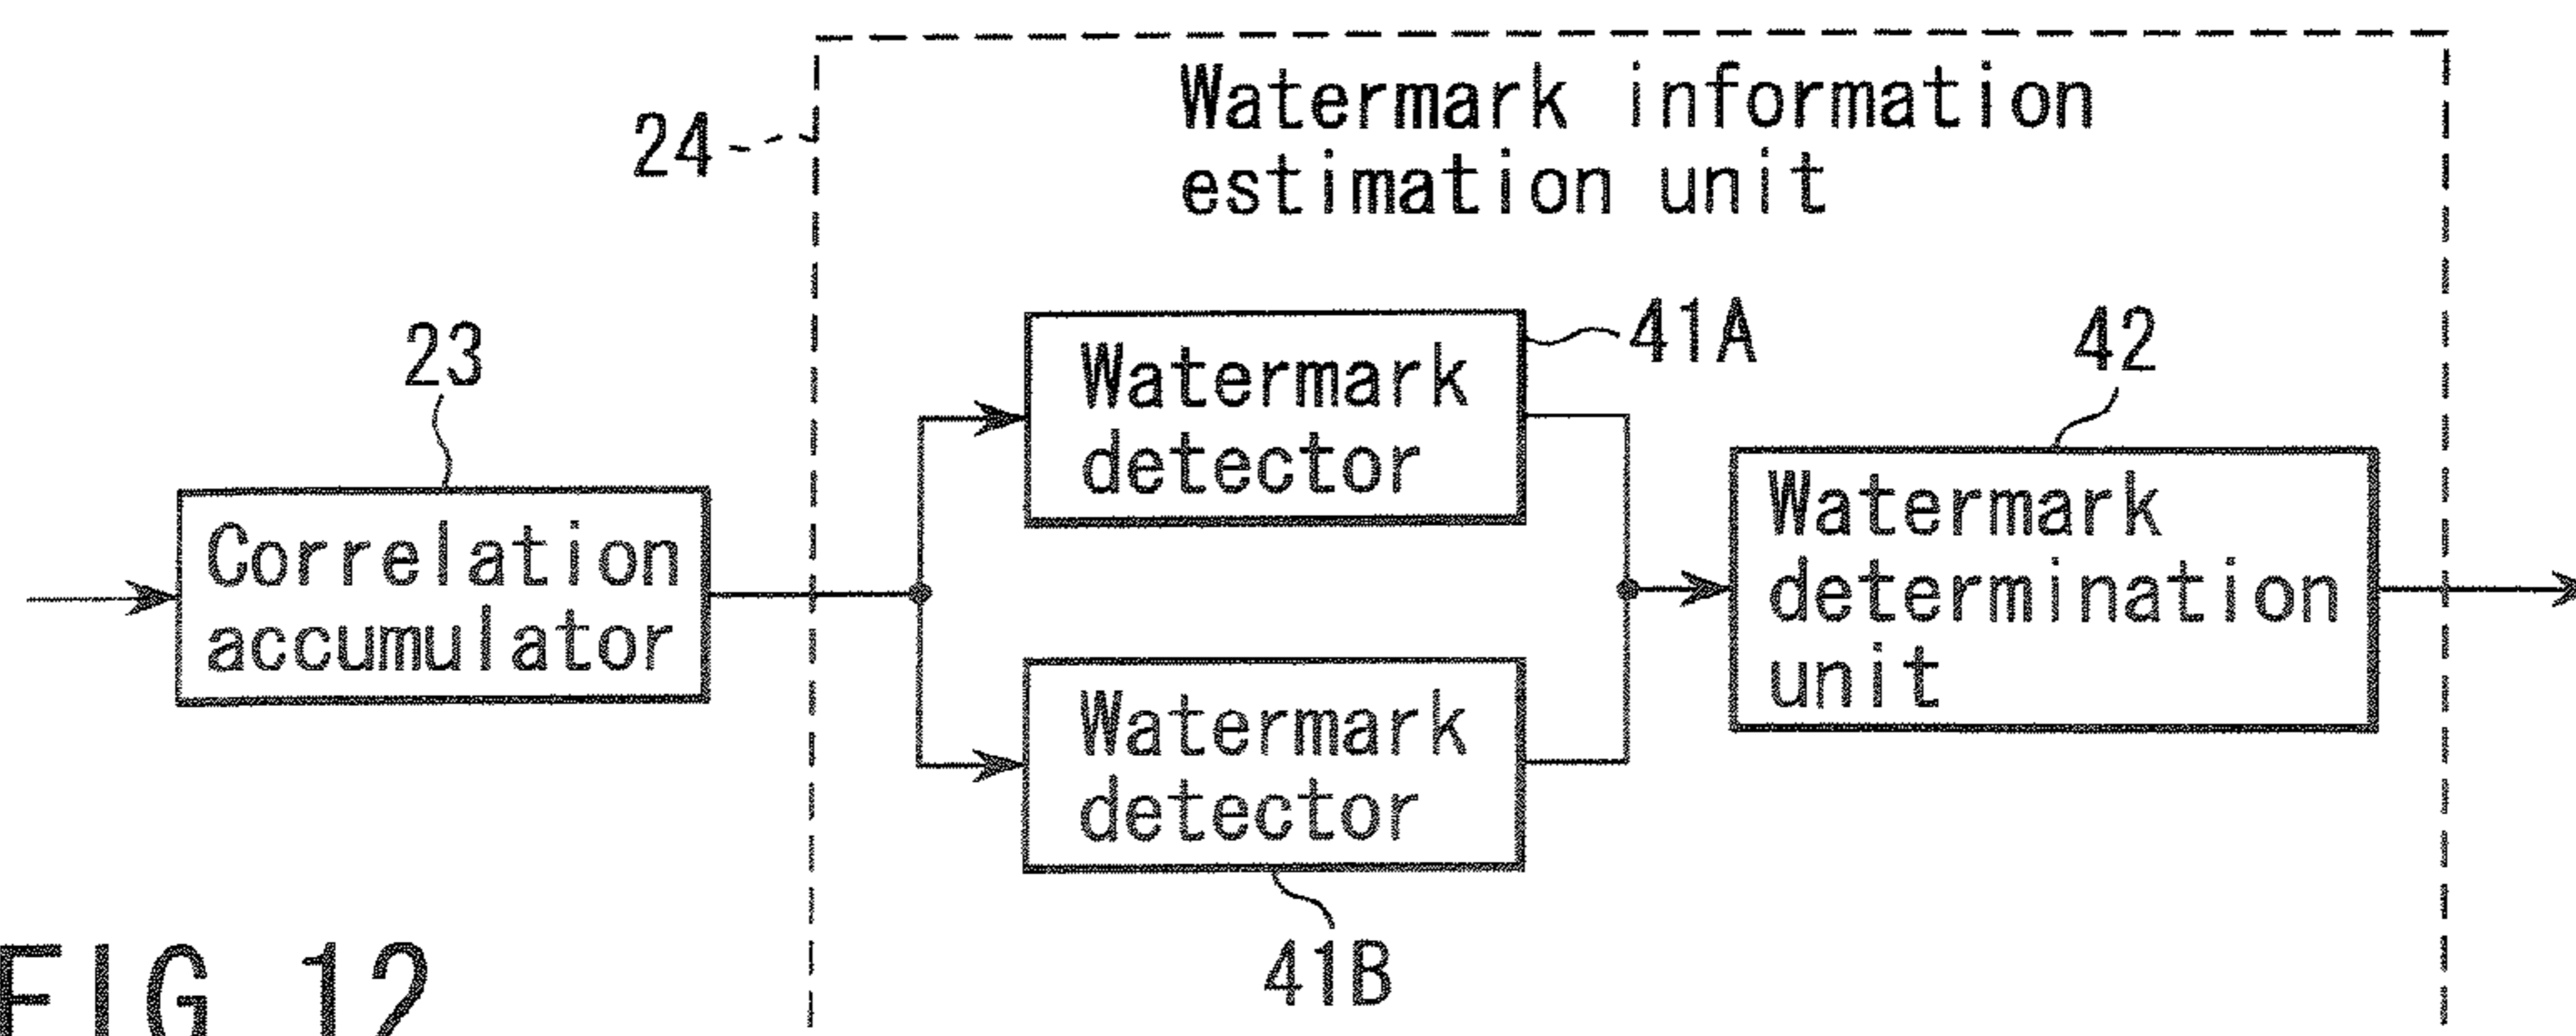 Watermark information
estimation unit
24
23
41A
42
Watermark
detector
Correlation
accumulator
Watermark
determination
unit
Watermark
detector
41B
FIG.12